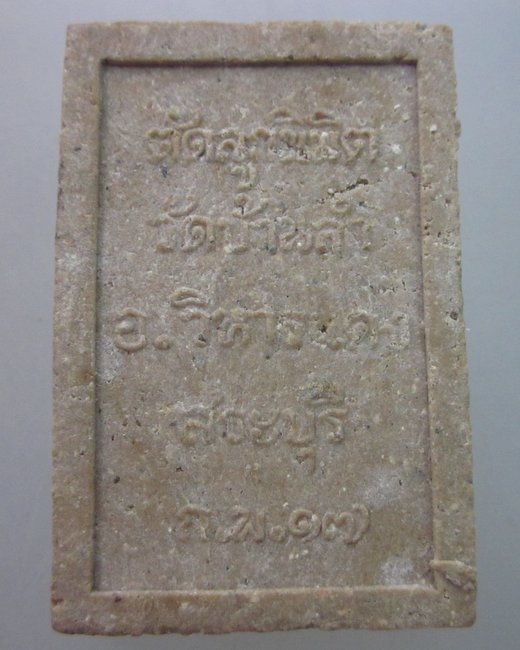 ตัดลูกนิมิต
วัดบ้านลำ
อ.วิหารแดง
สระบุรี
ก.พ.๑๗